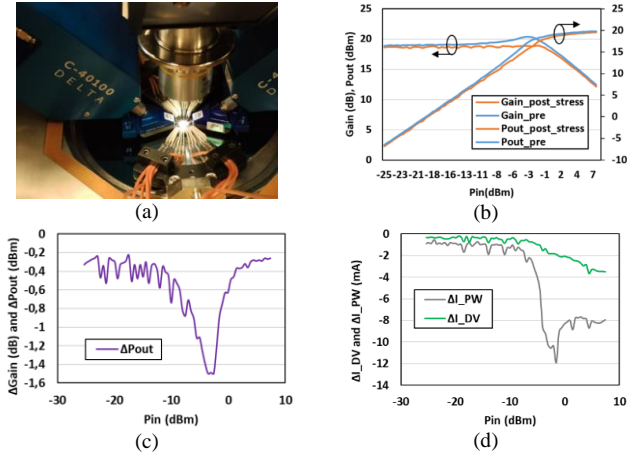 C-40100
DELTA
(a)
Gain (dB), Pout (dBm)
25
20
15
10
5
0
20
15
10
5
0
-5
-10
Gain_post_stress
Gain_pre
Pout_post_stress
Pout_pre
-25-23-21-19-16-14-12-10 -8 -6 -3 -1 2 4 7
Pin(dBm)
(b)
ΔGain (dB) and ΔPout (dBm)
0
-0,2
-0,4
-0,6
-0,8
-1
-1,2
-1,4
-1,6
ΔPout
-30 -20 -10 0 10
Pin (dBm)
(c)
ΔI_DV and ΔI_PW (mA)
0
-2
-4
-6
-8
-10
-12
-14
ΔI_PW
ΔI_DV
-30 -20 -10 0 10
Pin (dBm)
(d)